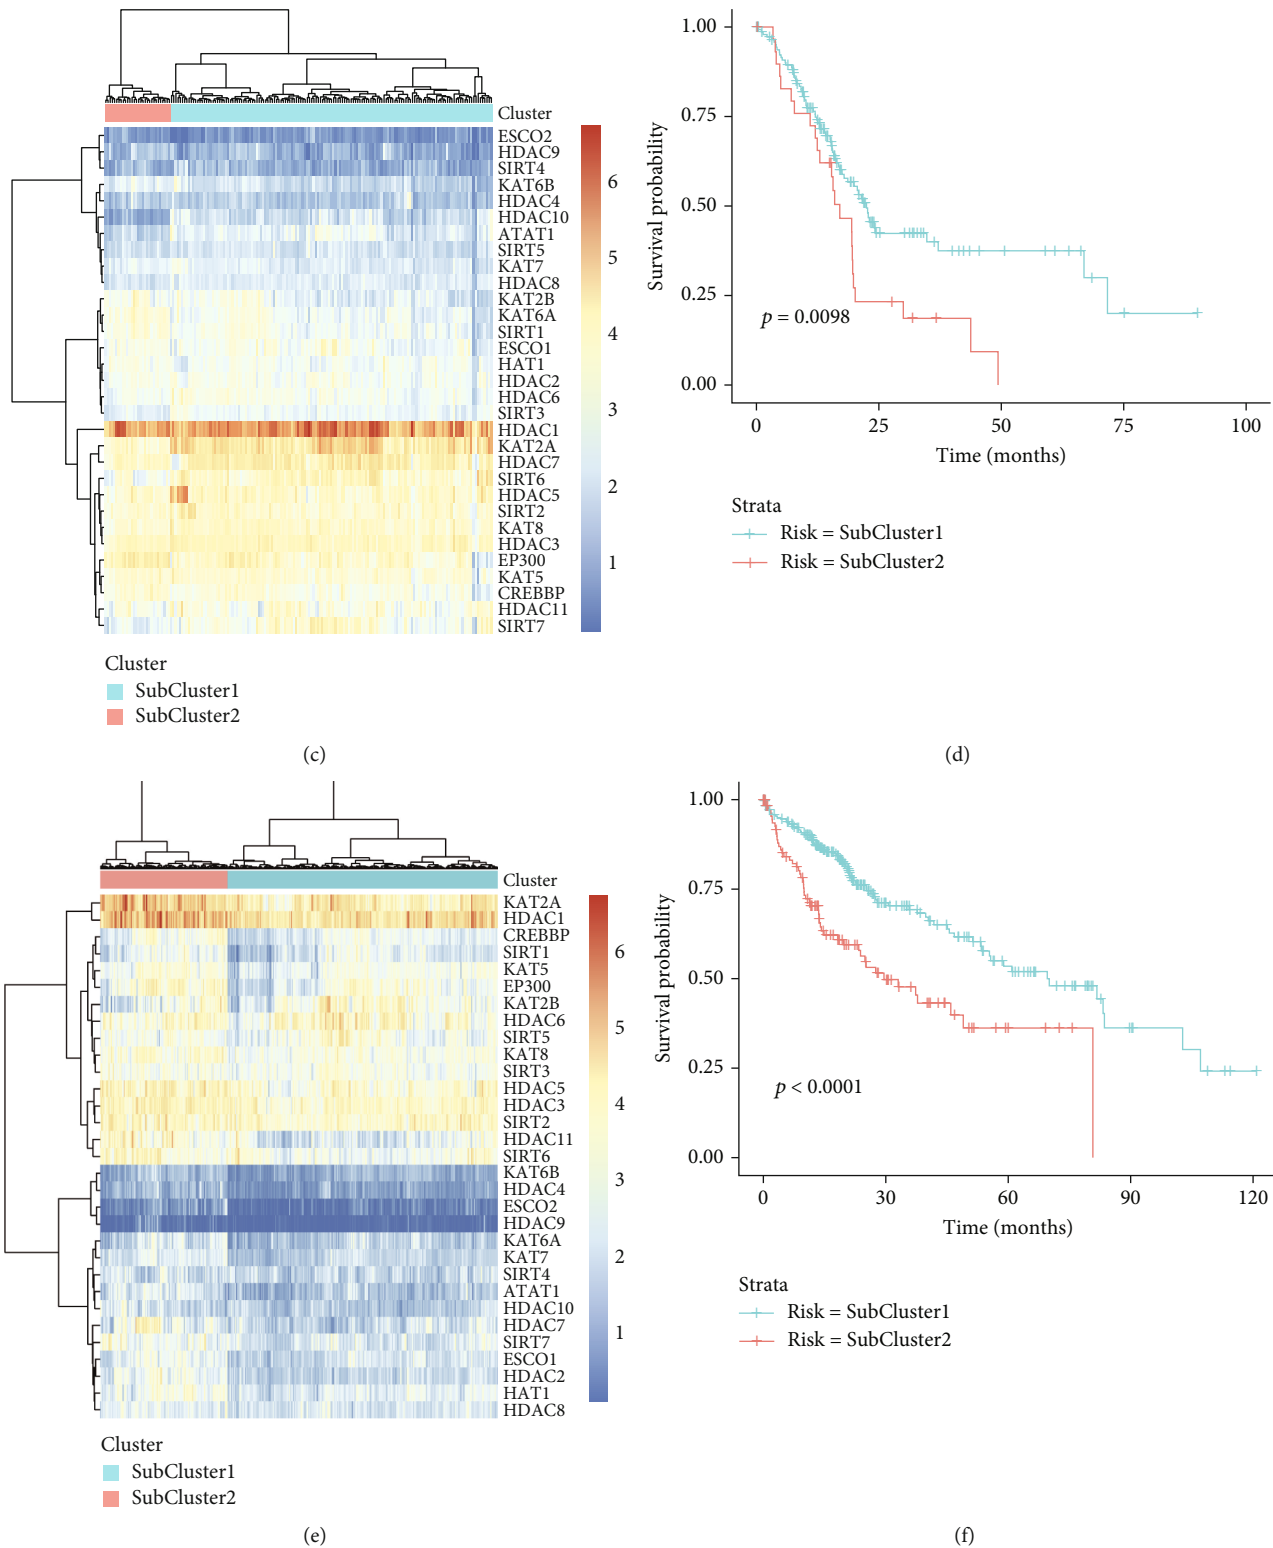 Cluster
ESCO2
HDAC9
SIRT4
KAT6B
HDAC4
HDAC10
ATAT1
SIRT5
KAT7
HDAC8
KAT2B
KAT6A
SIRT1
ESCO1
HAT1
HDAC2
HDAC6
SIRT3
HDAC1
KAT2A
HDAC7
SIRT6
HDAC5
SIRT2
KAT8
HDAC3
EP300
KAT5
CREBBP
HDAC11
SIRT7
6
5
4
3
2
1
Cluster
SubCluster1
SubCluster2
(c)
1.00
0.75
0.50
0.25
0.00
Survival probability
p = 0.0098
0 25 50 75 100
Time (months)
Strata
Risk = SubCluster1
Risk = SubCluster2
(d)
Cluster
KAT2A
HDAC1
CREBBP
SIRT1
KAT5
EP300
KAT2B
HDAC6
SIRT5
KAT8
SIRT3
HDAC5
HDAC3
SIRT2
HDAC11
SIRT6
KAT6B
HDAC4
ESCO2
HDAC9
KAT6A
KAT7
SIRT4
ATAT1
HDAC10
HDAC7
SIRT7
ESCO1
HDAC2
HAT1
HDAC8
6
5
4
3
2
1
Cluster
SubCluster1
SubCluster2
(e)
1.00
0.75
0.50
0.25
0.00
Survival probability
p < 0.0001
0 30 60 90 120
Time (months)
Strata
Risk = SubCluster1
Risk = SubCluster2
(f)